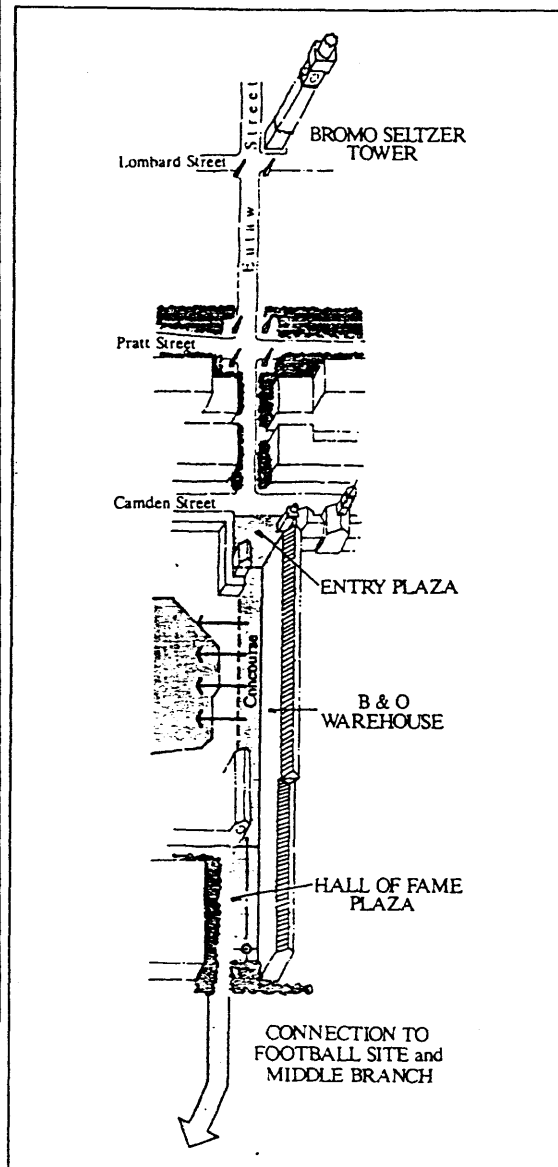 Street
BROMO SELTZER
TOWER
Lombard Street
Eutaw
Pratt Street
Camden Street
ENTRY PLAZA
Concourse
B & O
WAREHOUSE
HALL OF FAME
PLAZA
CONNECTION TO
FOOTBALL SITE and
MIDDLE BRANCH